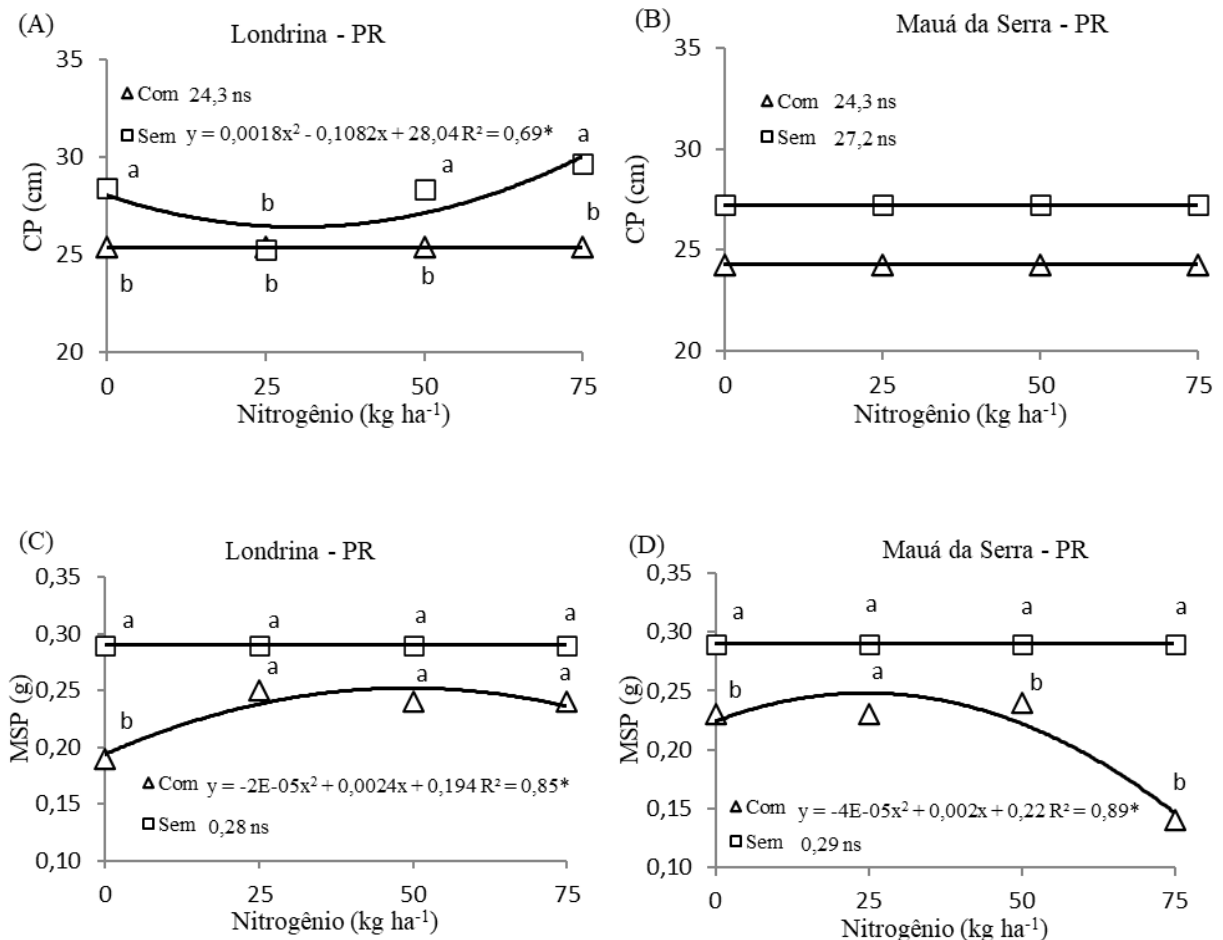 (A)
Londrina - PR
35
30
25
20
CP (cm)
Com 24,3 ns
Sem y = 0,0018x² - 0,1082x + 28,04 R² = 0,69*
a
b
a
a
b
b
b
b
0 25 50 75
Nitrogênio (kg ha⁻¹)
(B)
Mauá da Serra - PR
35
30
25
20
CP (cm)
Com 24,3 ns
Sem 27,2 ns
0 25 50 75
Nitrogênio (kg ha⁻¹)
(C)
Londrina - PR
0,35
0,30
0,25
0,20
0,15
0,10
MSP (g)
a a a a
b a a a
Com y = -2E-05x² + 0,0024x + 0,194 R² = 0,85*
Sem 0,28 ns
0 25 50 75
Nitrogênio (kg ha⁻¹)
(D)
Mauá da Serra - PR
0,35
0,30
0,25
0,20
0,15
0,10
MSP (g)
a a a a
b a b b
Com y = -4E-05x² + 0,002x + 0,22 R² = 0,89*
Sem 0,29 ns
0 25 50 75
Nitrogênio (kg ha⁻¹)